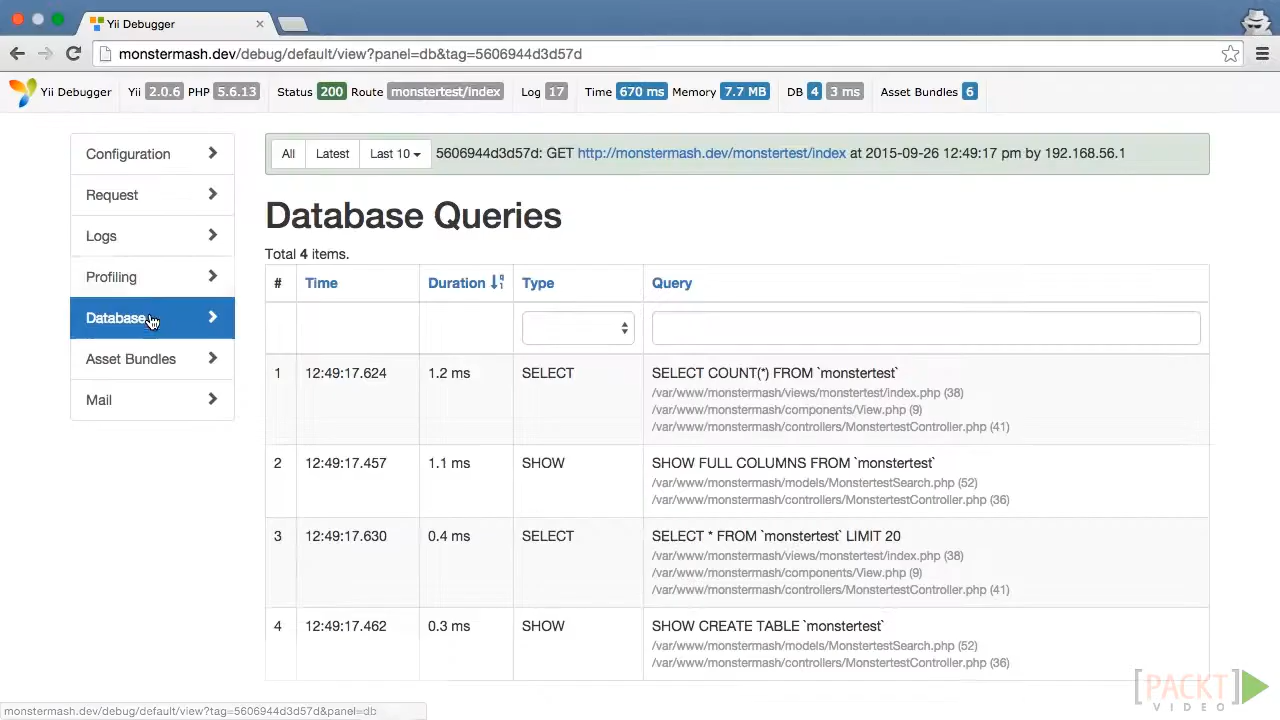 Yii Debugger
monstermash.dev/debug/default/view?panel=db&tag=5606944d3d57d
Yii Debugger Yii 2.0.6 PHP 5.6.13 Status 200 Route monstertest/index Log 17 Time 670 ms Memory 7.7 MB DB 4 3 ms Asset Bundles 6
Configuration
Request
Logs
Profiling
Database
Asset Bundles
Mail
All Latest Last 10 5606944d3d57d: GET http://monstermash.dev/monstertest/index at 2015-09-26 12:49:17 pm by 192.168.56.1
Database Queries
Total 4 items.
# Time Duration Type Query
1 12:49:17.624 1.2 ms SELECT SELECT COUNT(*) FROM `monstertest`
/var/www/monstermash/views/monstertest/index.php (38)
/var/www/monstermash/components/View.php (9)
/var/www/monstermash/controllers/MonstertestController.php (41)
2 12:49:17.457 1.1 ms SHOW SHOW FULL COLUMNS FROM `monstertest`
/var/www/monstermash/models/MonstertestSearch.php (52)
/var/www/monstermash/controllers/MonstertestController.php (36)
3 12:49:17.630 0.4 ms SELECT SELECT * FROM `monstertest` LIMIT 20
/var/www/monstermash/views/monstertest/index.php (38)
/var/www/monstermash/components/View.php (9)
/var/www/monstermash/controllers/MonstertestController.php (41)
4 12:49:17.462 0.3 ms SHOW SHOW CREATE TABLE `monstertest`
/var/www/monstermash/models/MonstertestSearch.php (52)
/var/www/monstermash/controllers/MonstertestController.php (36)
monstermash.dev/debug/default/view?tag=5606944d3d57d&panel=db
[PACKT]
VIDEO